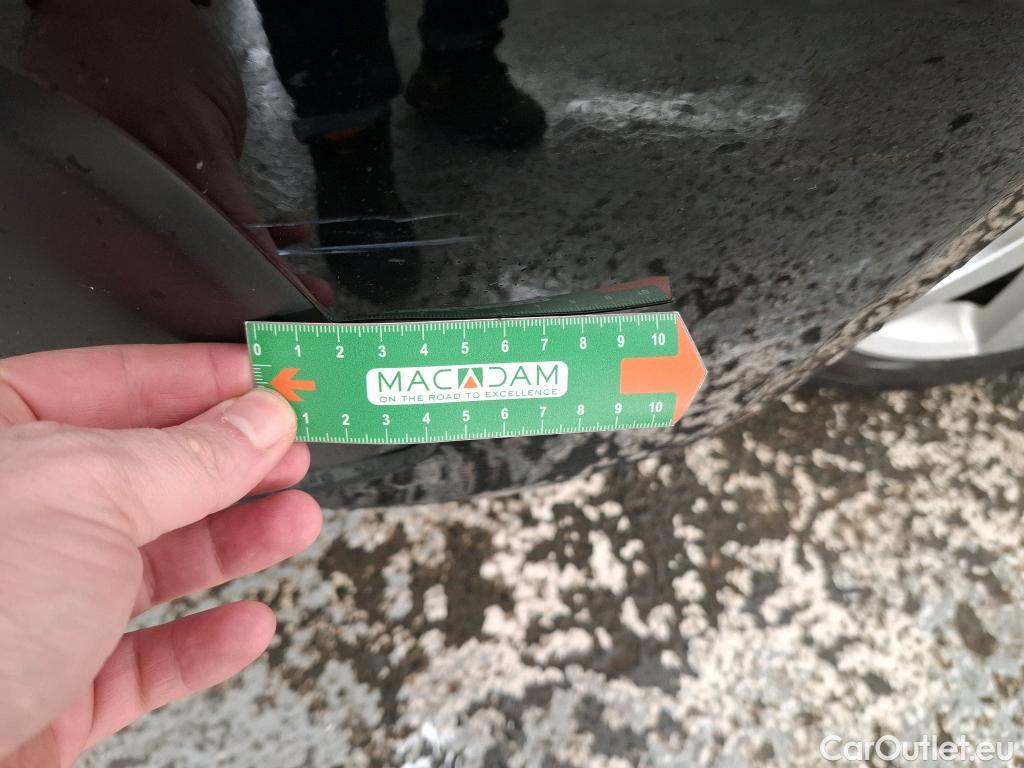 0 1 2 3 4 5 6 7 8 9 10
MACADAM
ON THE ROAD TO EXCELLENCE
1 2 3 4 5 6 7 8 9 10
CarOutlet.eu